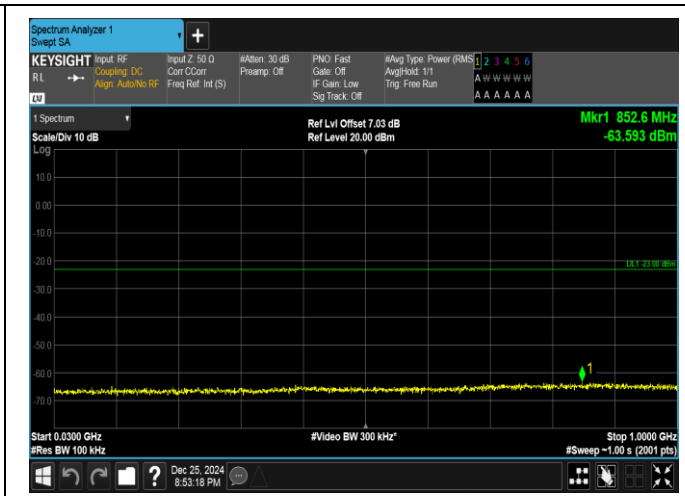 Spectrum Analyzer 1
Swept SA
+
KEYSIGHT
RL
LXI
Input: RF
Coupling: DC
Align: Auto/No RF
Input Z: 50 Ω
Corr CCorr
Freq Ref: Int (S)
#Atten: 30 dB
Preamp: Off
PNO: Fast
Gate: Off
IF Gain: Low
Sig Track: Off
#Avg Type: Power (RMS
Avg|Hold: 1/1
Trig: Free Run
1 2 3 4 5 6
A W W W W W
A A A A A A
1 Spectrum
Scale/Div 10 dB
Log
Ref Lvl Offset 7.03 dB
Ref Level 20.00 dBm
Mkr1 852.6 MHz
-63.593 dBm
10.0
0.00
-10.0
-20.0
DL1 -23.00 dBm
-30.0
-40.0
-50.0
1
-60.0
-70.0
Start 0.0300 GHz
#Res BW 100 kHz
#Video BW 300 kHz*
Stop 1.0000 GHz
#Sweep ~1.00 s (2001 pts)
?
Dec 25, 2024
8:53:18 PM